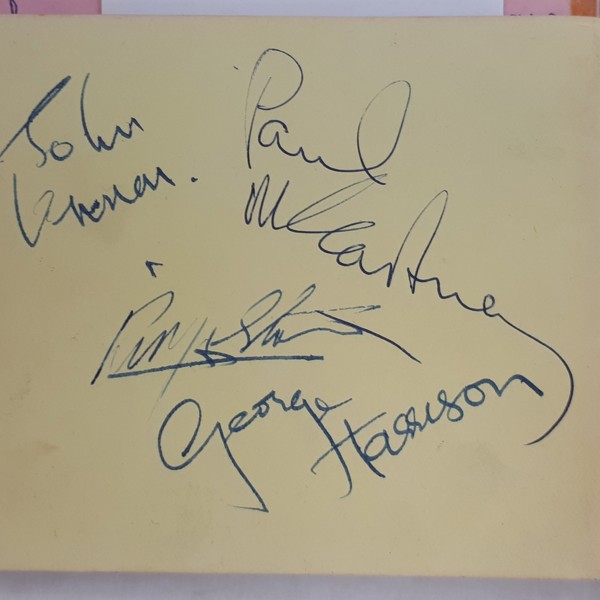 John
Lennon.
Paul
McCartney
Ringo Starr
George Harrison